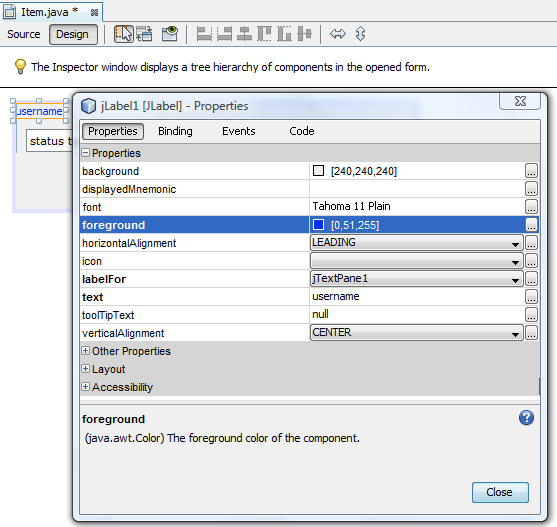 Item.java *
Source Design
The Inspector window displays a tree hierarchy of components in the opened form.
username
status t
jLabel1 [JLabel] - Properties
Properties Binding Events Code
Properties
background [240,240,240] ...
displayedMnemonic ...
font Tahoma 11 Plain ...
foreground [0,51,255] ...
horizontalAlignment LEADING ...
icon ...
labelFor jTextPane1 ...
text username ...
toolTipText null ...
verticalAlignment CENTER ...
Other Properties
Layout
Accessibility
foreground
(java.awt.Color) The foreground color of the component.
Close